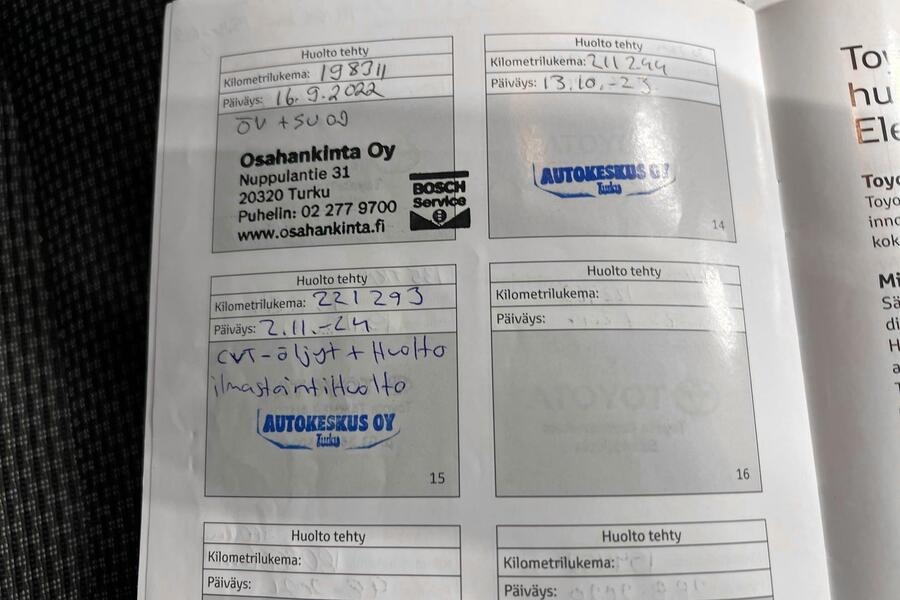 Huolto tehty
Kilometrilukema: 198311
Päiväys: 16.9.2022
ÖV + SUOD
Osahankinta Oy
Nuppulantie 31
20320 Turku
Puhelin: 02 277 9700
www.osahankinta.fi
BOSCH
Service
Huolto tehty
Kilometrilukema: 211294
Päiväys: 13.10.-23
AUTOKESKUS OY
Turku
14
Huolto tehty
Kilometrilukema: 221293
Päiväys: 2.11.-24
CVT-öljyt + Huolto
ilmastointiHuolto
AUTOKESKUS OY
Turku
15
Huolto tehty
Kilometrilukema:
Päiväys:
16
Huolto tehty
Kilometrilukema:
Päiväys:
Huolto tehty
Kilometrilukema:
Päiväys: